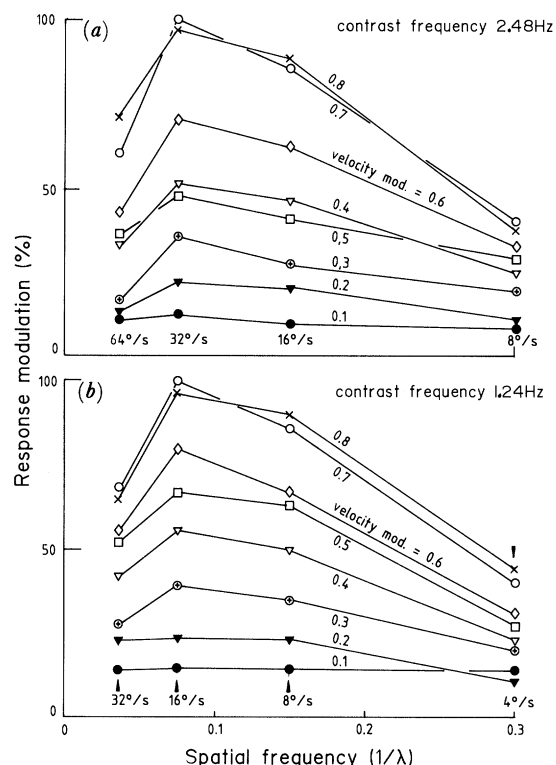 (a)
contrast frequency 2.48Hz
100%
50
0
0.8
0.7
velocity mod. = 0.6
0.4
0,5
0,3
0.2
0.1
64°/s 32°/s 16°/s 8°/s
Response modulation (%)
(b)
contrast frequency 1.24Hz
100
50
0
0.8
0.7
velocity mod. = 0.6
0.5
0.4
0.3
0.2
0.1
32°/s 16°/s 8°/s 4°/s
0 0.1 0.2 0.3
Spatial frequency (1/λ)